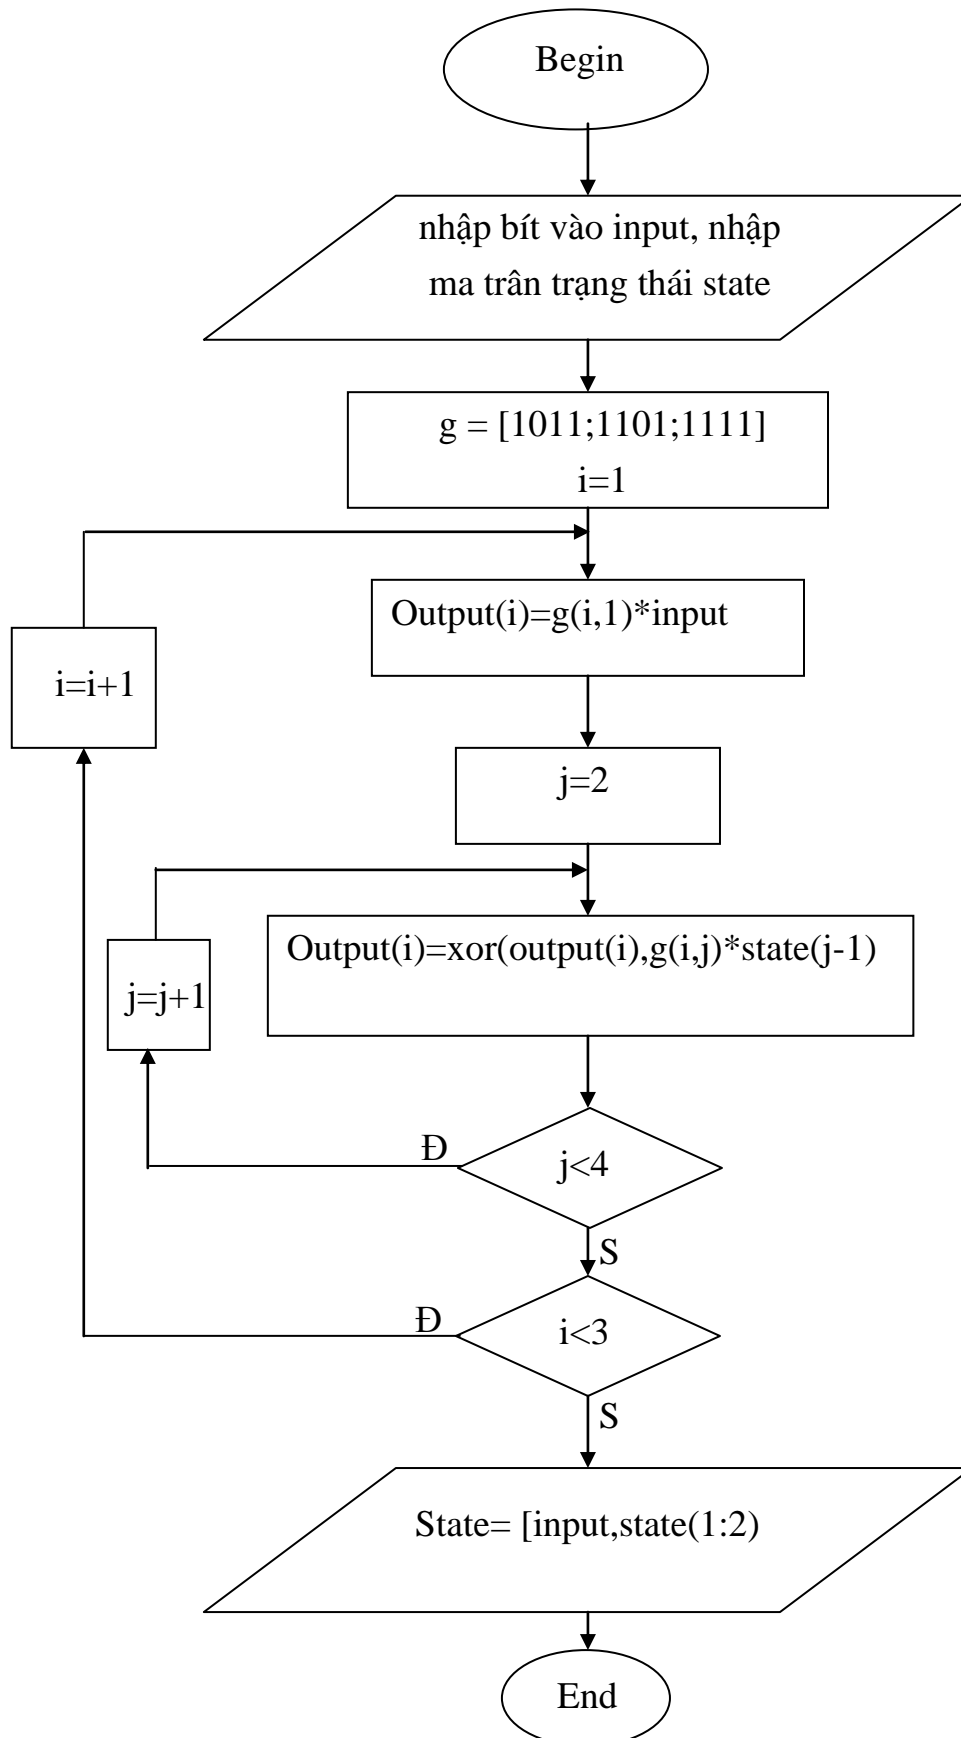 Begin
nhập bít vào input, nhập
ma trân trạng thái state
g = [1011;1101;1111]
i=1
Output(i)=g(i,1)*input
i=i+1
j=2
Output(i)=xor(output(i),g(i,j)*state(j-1)
j=j+1
Đ
j<4
S
Đ
i<3
S
State= [input,state(1:2)
End